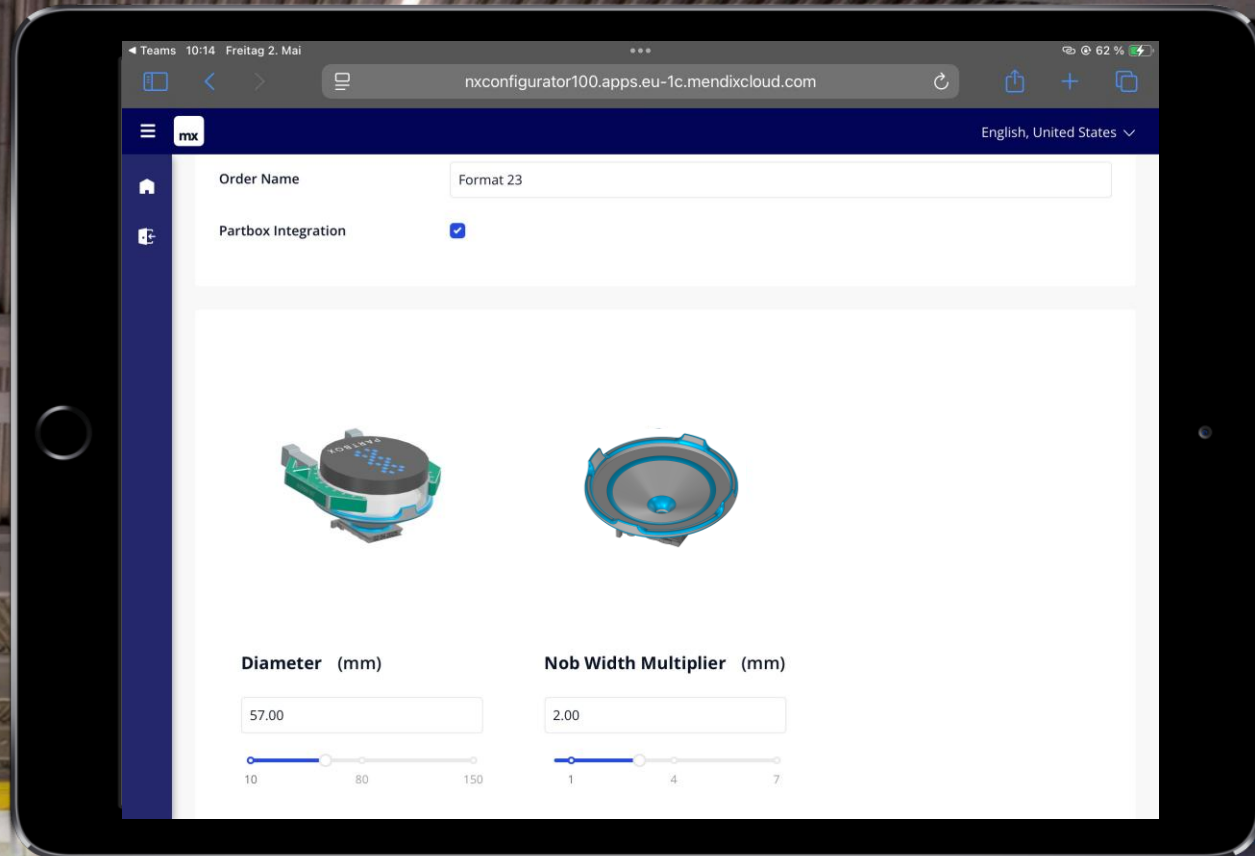 Teams 10:14 Freitag 2. Mai
62 %
nxconfigurator100.apps.eu-1c.mendixcloud.com
mx
English, United States
Order Name
Format 23
Partbox Integration
PARTBOX
Diameter (mm)
Nob Width Multiplier (mm)
57.00
2.00
10 80 150
1 4 7